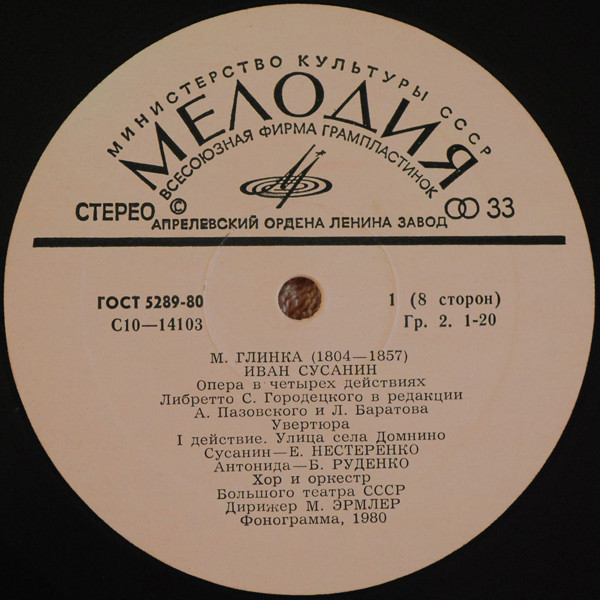 МИНИСТЕРСТВО КУЛЬТУРЫ СССР
МЕЛОДИЯ
ВСЕСОЮЗНАЯ ФИРМА ГРАМПЛАСТИНОК
СТЕРЕО © 33
АПРЕЛЕВСКИЙ ОРДЕНА ЛЕНИНА ЗАВОД
ГОСТ 5289-80 1 (8 сторон)
С10—14103 Гр. 2. 1-20
М. ГЛИНКА (1804—1857)
ИВАН СУСАНИН
Опера в четырех действиях
Либретто С. Городецкого в редакции
А. Пазовского и Л. Баратова
Увертюра
I действие. Улица села Домнино
Сусанин—Е. НЕСТЕРЕНКО
Антонида—Б. РУДЕНКО
Хор и оркестр
Большого театра СССР
Дирижер М. ЭРМЛЕР
Фонограмма, 1980